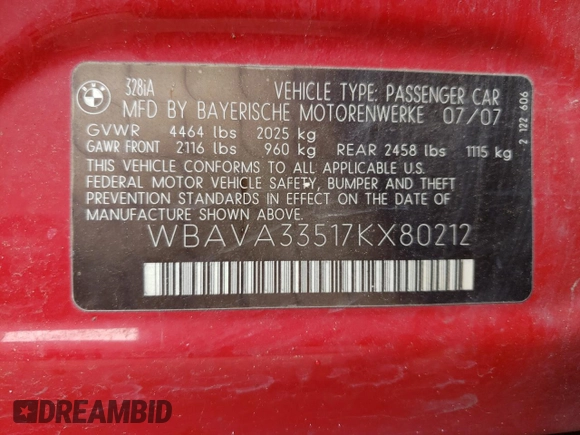 BMW
328iA
VEHICLE TYPE: PASSENGER CAR
MFD BY BAYERISCHE MOTORENWERKE 07/07
GVWR 4464 lbs 2025 kg
GAWR FRONT 2116 lbs 960 kg REAR 2458 lbs 1115 kg
THIS VEHICLE CONFORMS TO ALL APPLICABLE U.S.
FEDERAL MOTOR VEHICLE SAFETY, BUMPER AND THEFT
PREVENTION STANDARDS IN EFFECT ON THE DATE OF
MANUFACTURE SHOWN ABOVE.
WBAVA33517KX80212
2 122 606
DREAMBID